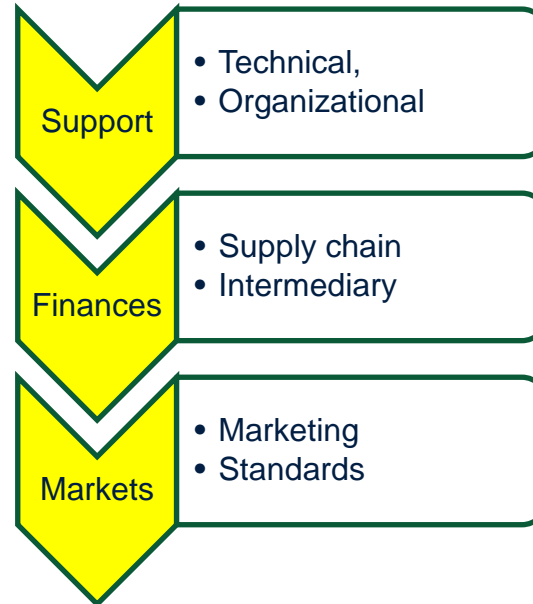 Support
• Technical,
• Organizational
Finances
• Supply chain
• Intermediary
Markets
• Marketing
• Standards